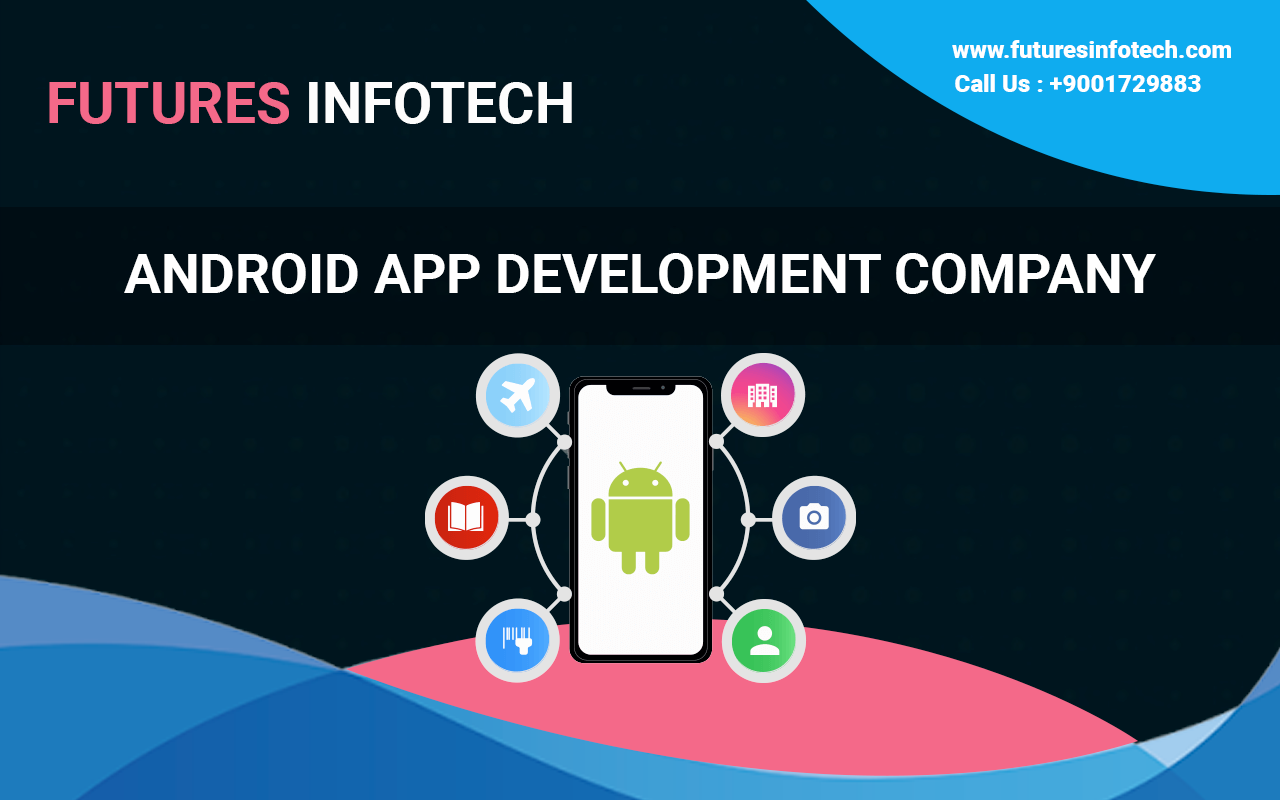 www.futuresinfotech.com
Call Us : +9001729883
FUTURES INFOTECH
ANDROID APP DEVELOPMENT COMPANY